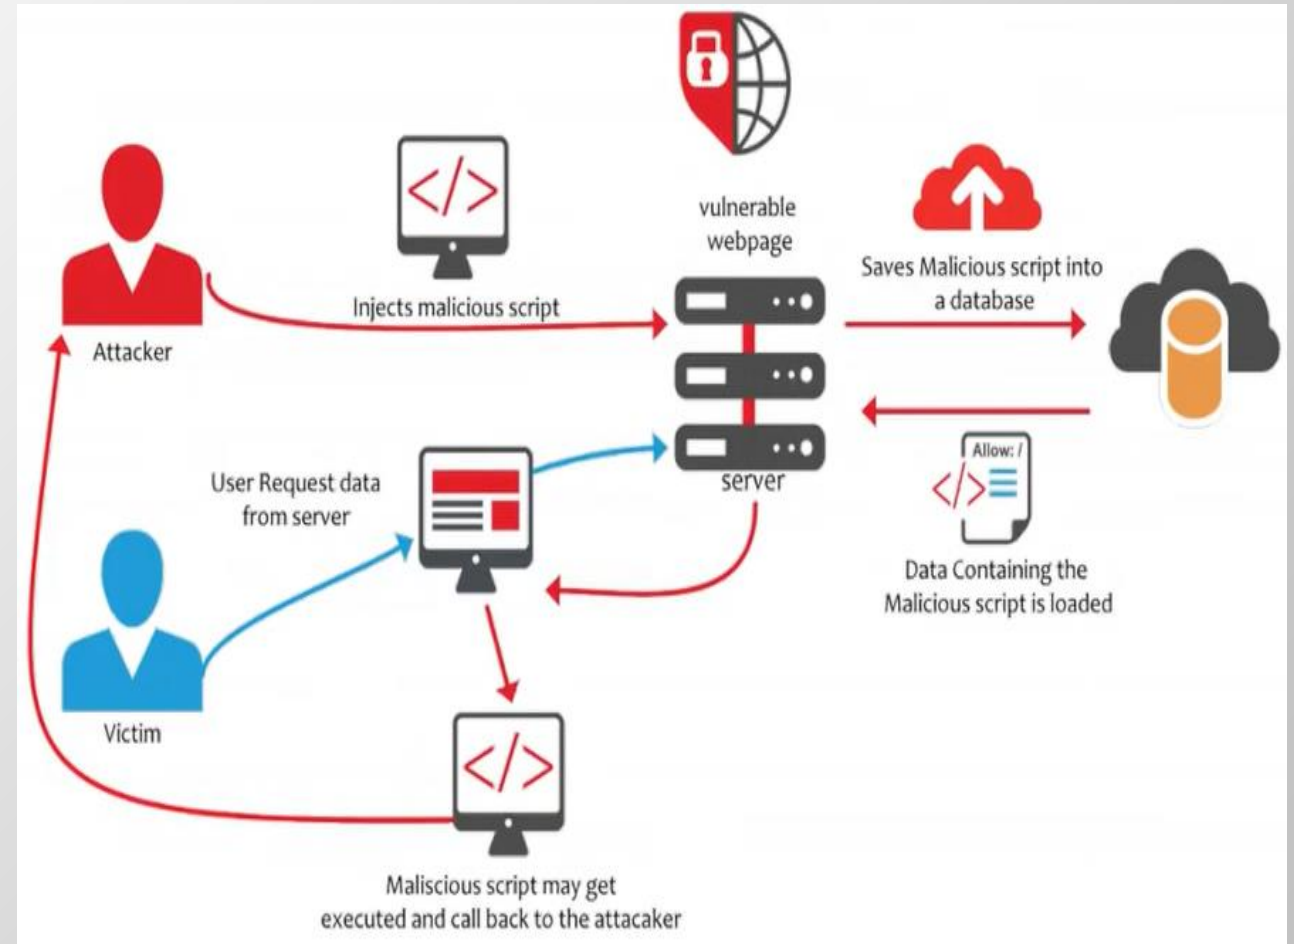 vulnerable
webpage
Saves Malicious script into
a database
Injects malicious script
Attacker
Allow: /
User Request data
from server
server
Data Containing the
Malicious script is loaded
Victim
Maliscious script may get
executed and call back to the attacaker